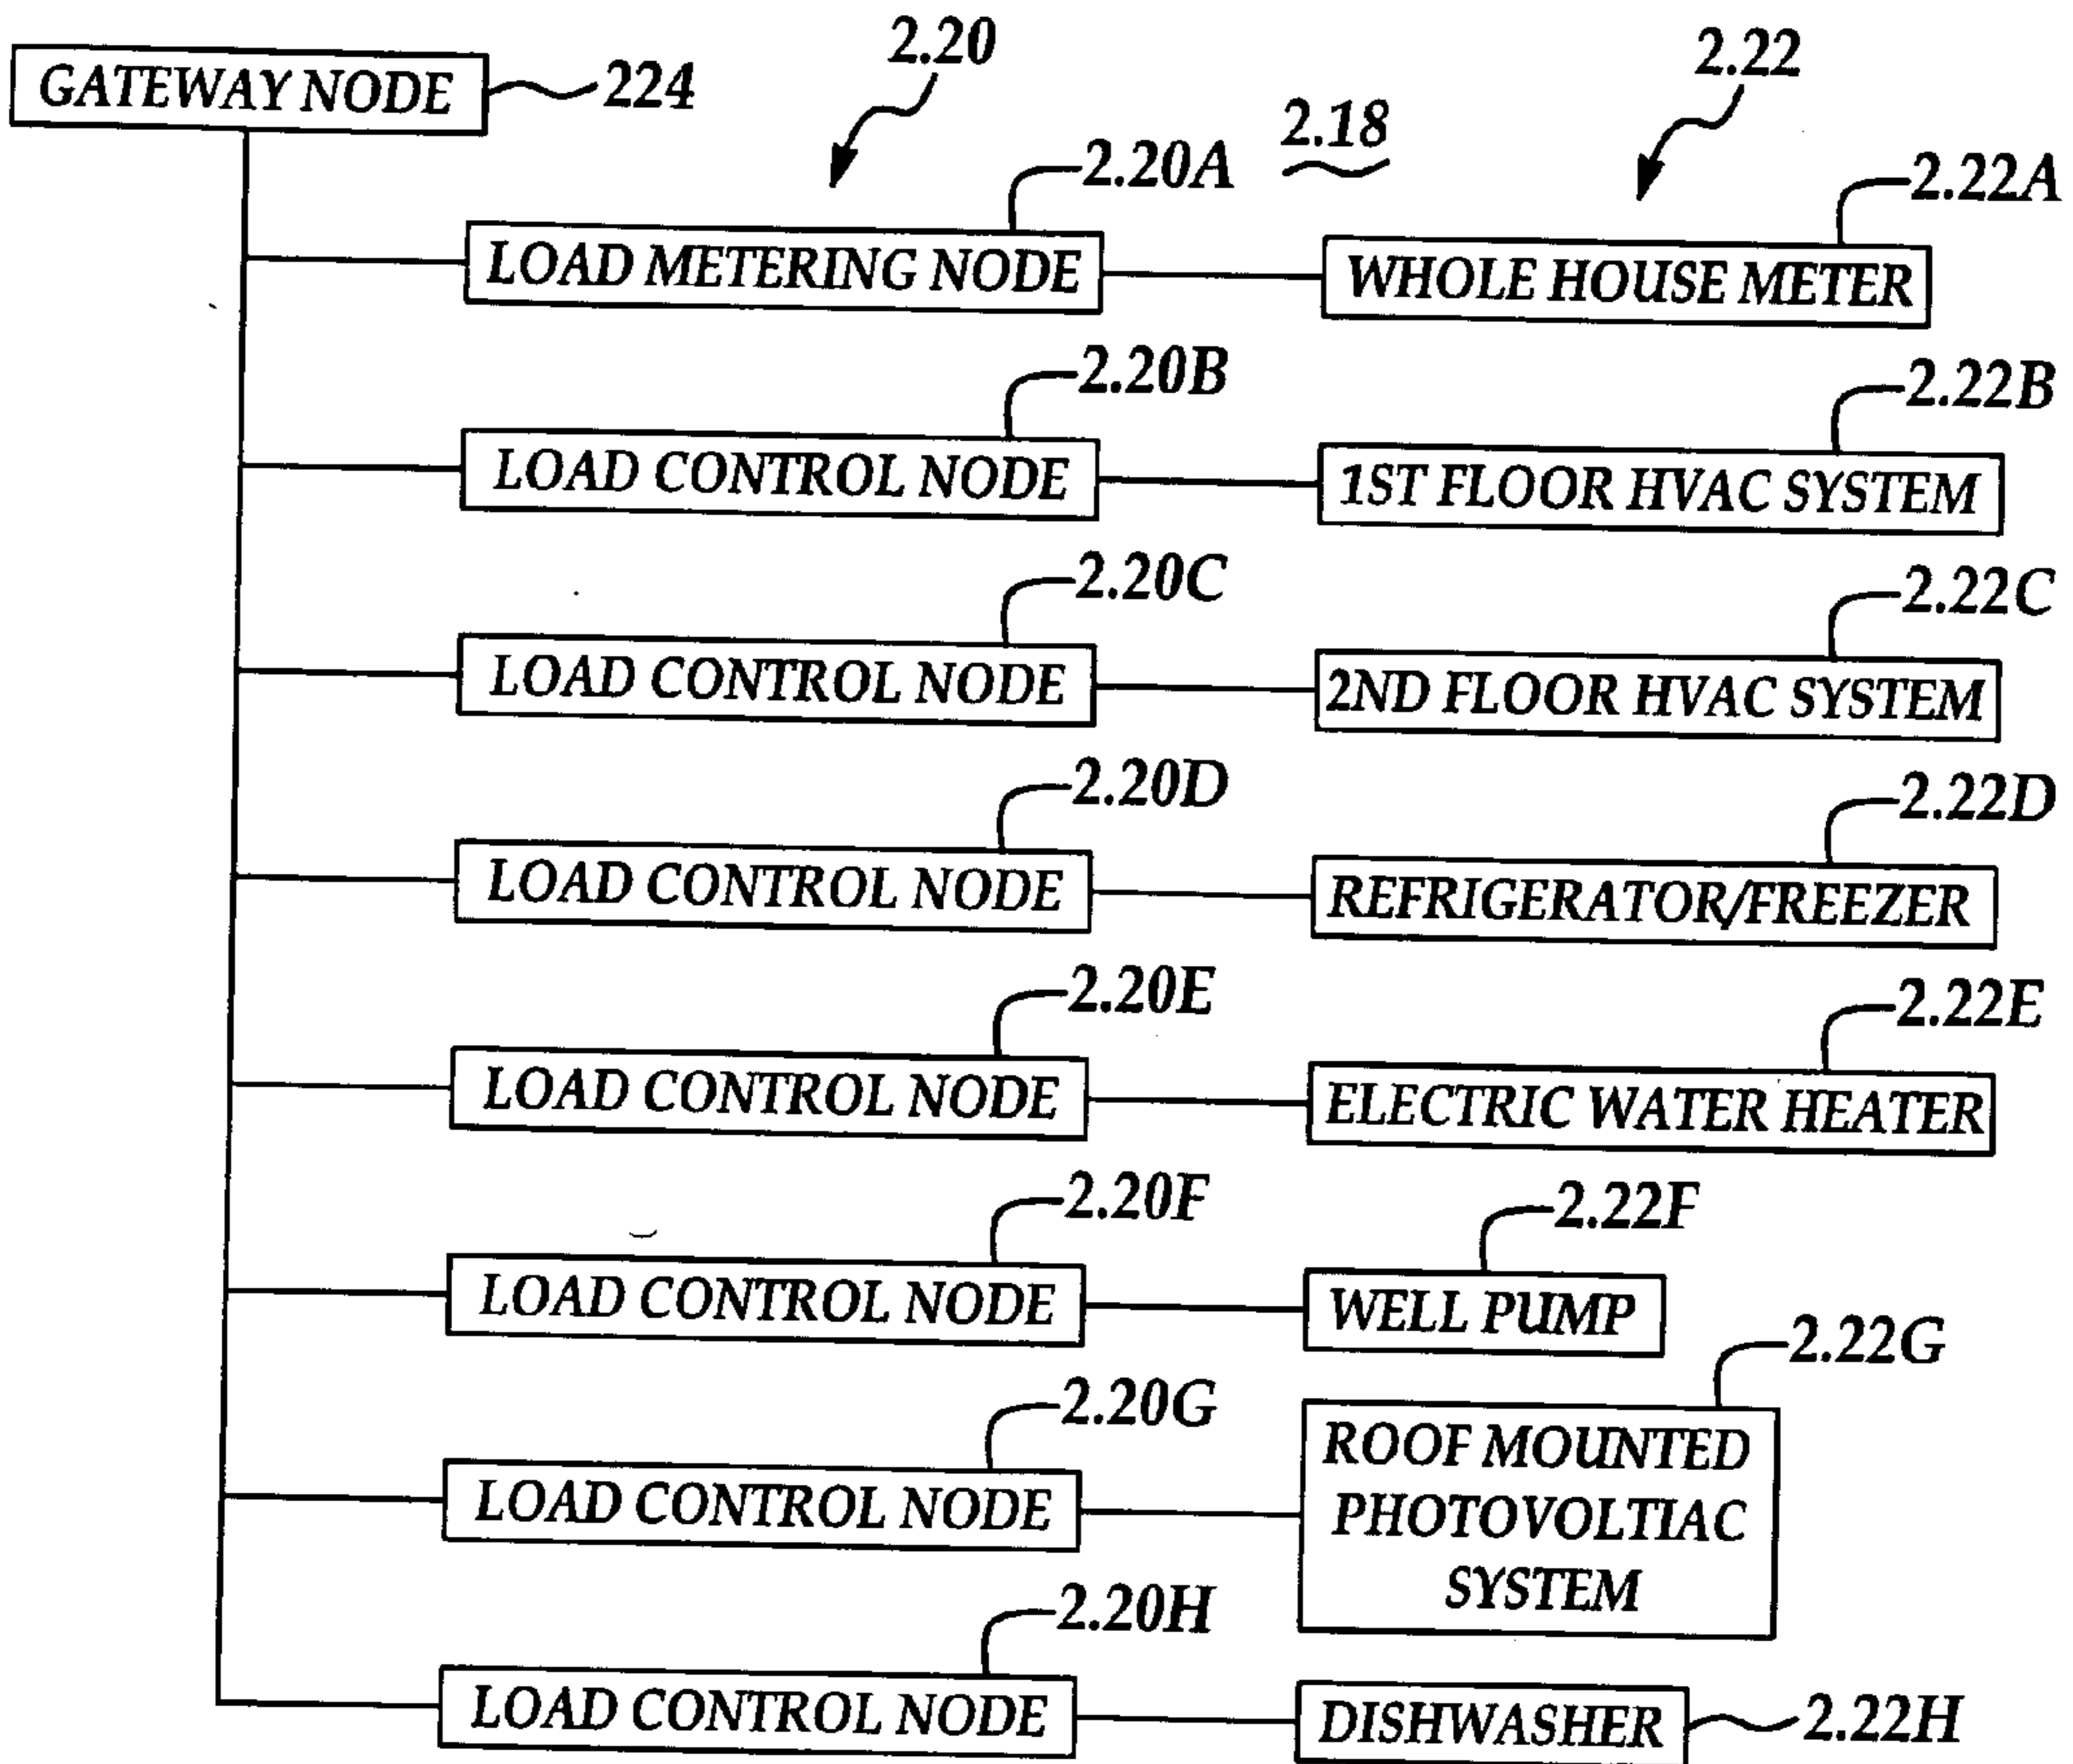 2.20
2.22
GATEWAY NODE
224
2.18
2.20A
2.22A
LOAD METERING NODE
WHOLE HOUSE METER
2.20B
2.22B
LOAD CONTROL NODE
1ST FLOOR HVAC SYSTEM
2.20C
2.22C
LOAD CONTROL NODE
2ND FLOOR HVAC SYSTEM
2.20D
2.22D
LOAD CONTROL NODE
REFRIGERATOR/FREEZER
2.20E
2.22E
LOAD CONTROL NODE
ELECTRIC WATER HEATER
2.20F
2.22F
LOAD CONTROL NODE
WELL PUMP
2.20G
2.22G
LOAD CONTROL NODE
ROOF MOUNTED
PHOTOVOLTIAC
SYSTEM
2.20H
LOAD CONTROL NODE
DISHWASHER
2.22H